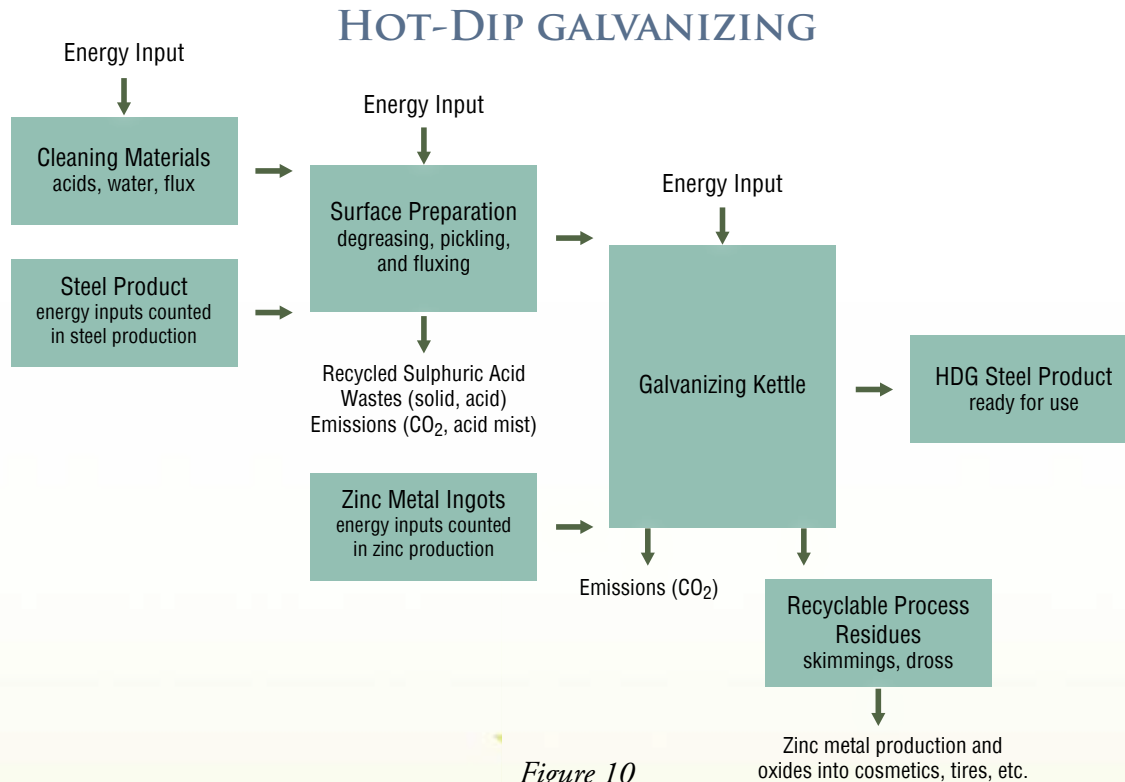 HOT-DIP GALVANIZING
Energy Input
Cleaning Materials
acids, water, flux
Steel Product
energy inputs counted
in steel production
Energy Input
Surface Preparation
degreasing, pickling,
and fluxing
Recycled Sulphuric Acid
Wastes (solid, acid)
Emissions (CO₂, acid mist)
Zinc Metal Ingots
energy inputs counted
in zinc production
Energy Input
Galvanizing Kettle
Emissions (CO₂)
HDG Steel Product
ready for use
Recyclable Process
Residues
skimmings, dross
Zinc metal production and
oxides into cosmetics, tires, etc.
Figure 10